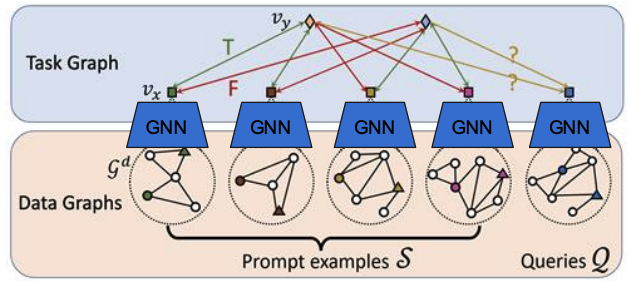 v_y
T
?
Task Graph
?
v_x
F
GNN GNN GNN GNN GNN
𝒢^d
Data Graphs
Prompt examples 𝒮
Queries 𝒬